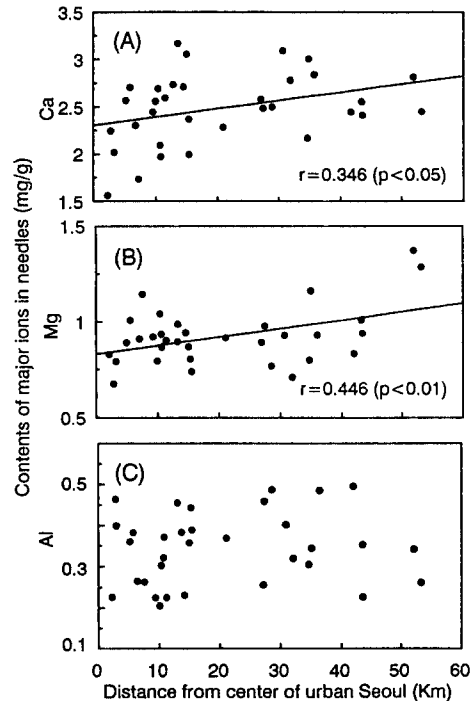 Contents of major ions in needles (mg/g)
(A)
Ca
3.5
3
2.5
2
1.5
r=0.346 (p<0.05)
(B)
Mg
1.5
1
0.5
r=0.446 (p<0.01)
(C)
Al
0.5
0.3
0.1
0 10 20 30 40 50 60
Distance from center of urban Seoul (Km)